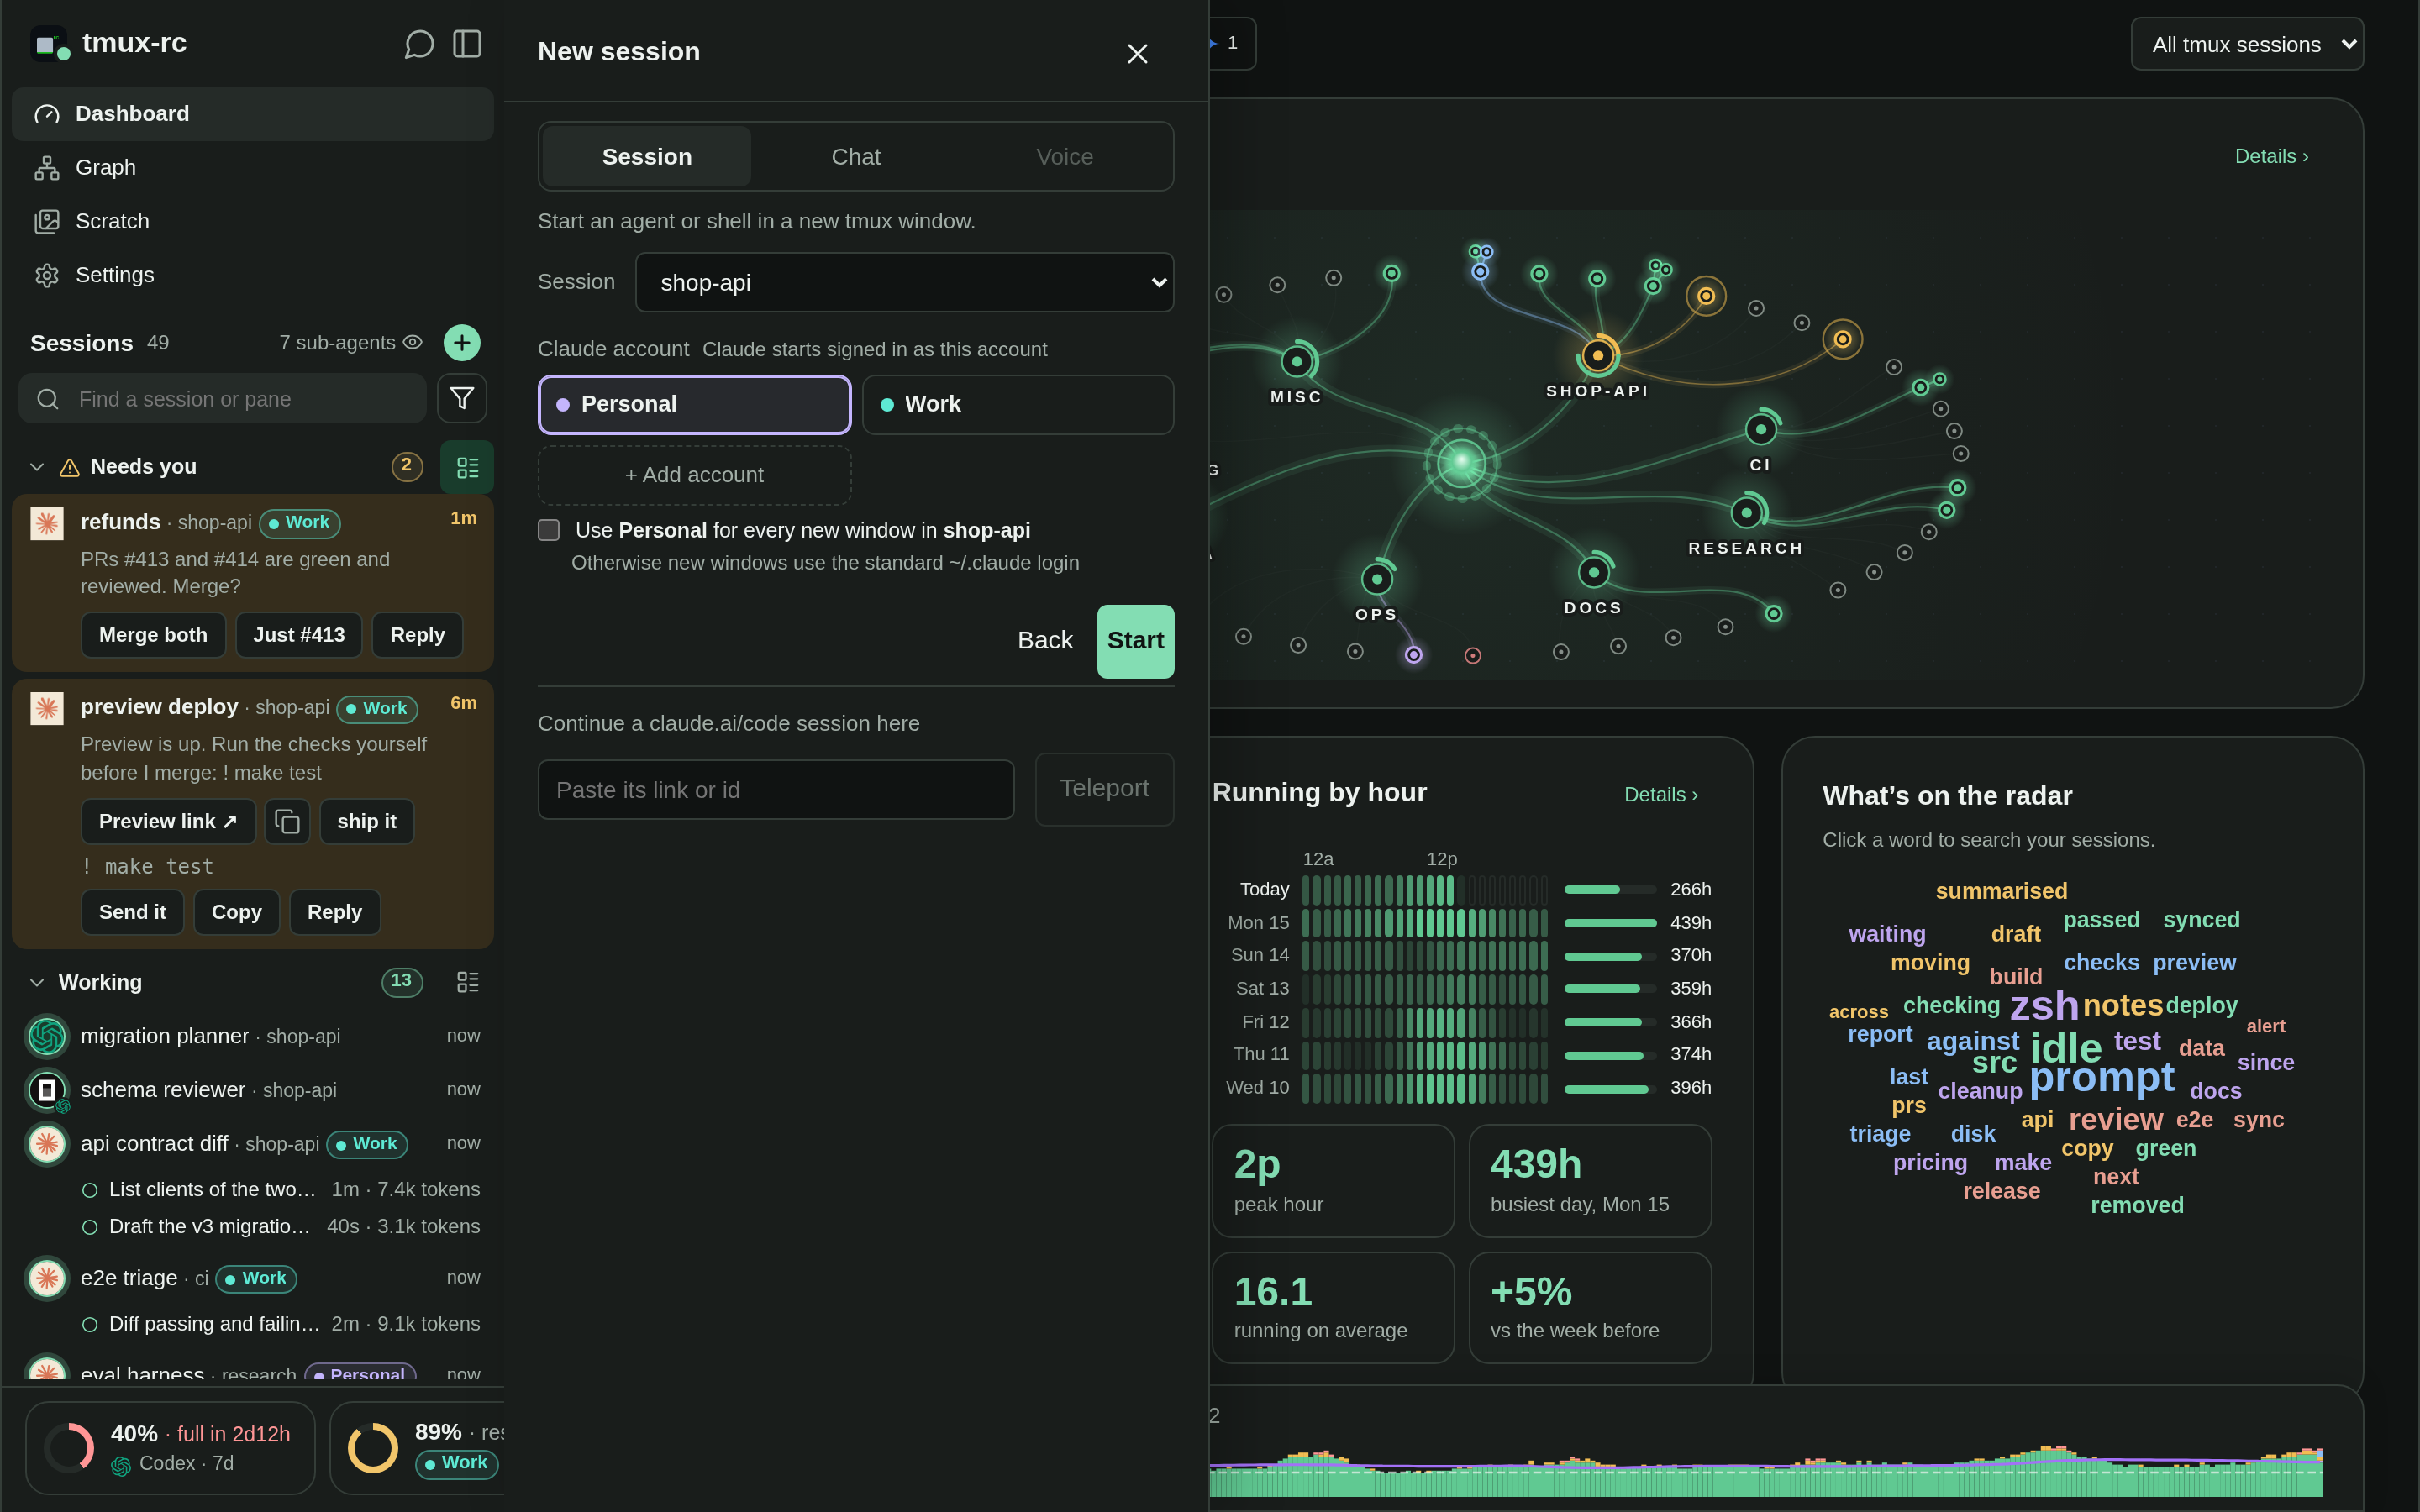 tmux-rc
Dashboard
Graph
Scratch
Settings
Sessions 49 7 sub-agents
Find a session or pane
Needs you 2
refunds · shop-api Work 1m
PRs #413 and #414 are green and
reviewed. Merge?
Merge both Just #413 Reply
preview deploy · shop-api Work 6m
Preview is up. Run the checks yourself
before I merge: ! make test
Preview link ↗ ship it
! make test
Send it Copy Reply
Working 13
migration planner · shop-api now
schema reviewer · shop-api now
api contract diff · shop-api Work now
List clients of the two… 1m · 7.4k tokens
Draft the v3 migratio… 40s · 3.1k tokens
e2e triage · ci Work now
Diff passing and failin… 2m · 9.1k tokens
eval harness · research Personal now
40% · full in 2d12h
Codex · 7d
89% · res
Work
New session
Session Chat Voice
Start an agent or shell in a new tmux window.
Session shop-api
Claude account Claude starts signed in as this account
Personal Work
+ Add account
Use Personal for every new window in shop-api
Otherwise new windows use the standard ~/.claude login
Back Start
Continue a claude.ai/code session here
Paste its link or id Teleport
1
All tmux sessions
Details ›
MISC
SHOP-API
CI
RESEARCH
OPS
DOCS
Running by hour Details ›
12a 12p
Today 266h
Mon 15 439h
Sun 14 370h
Sat 13 359h
Fri 12 366h
Thu 11 374h
Wed 10 396h
2p
peak hour
439h
busiest day, Mon 15
16.1
running on average
+5%
vs the week before
What’s on the radar
Click a word to search your sessions.
summarised
passed synced
waiting draft
moving checks preview
build
across checking zsh notes deploy
report alert
against idle test data
src since
last prompt
cleanup docs
prs
api review e2e sync
triage disk
copy green
pricing make
next
release
removed
2